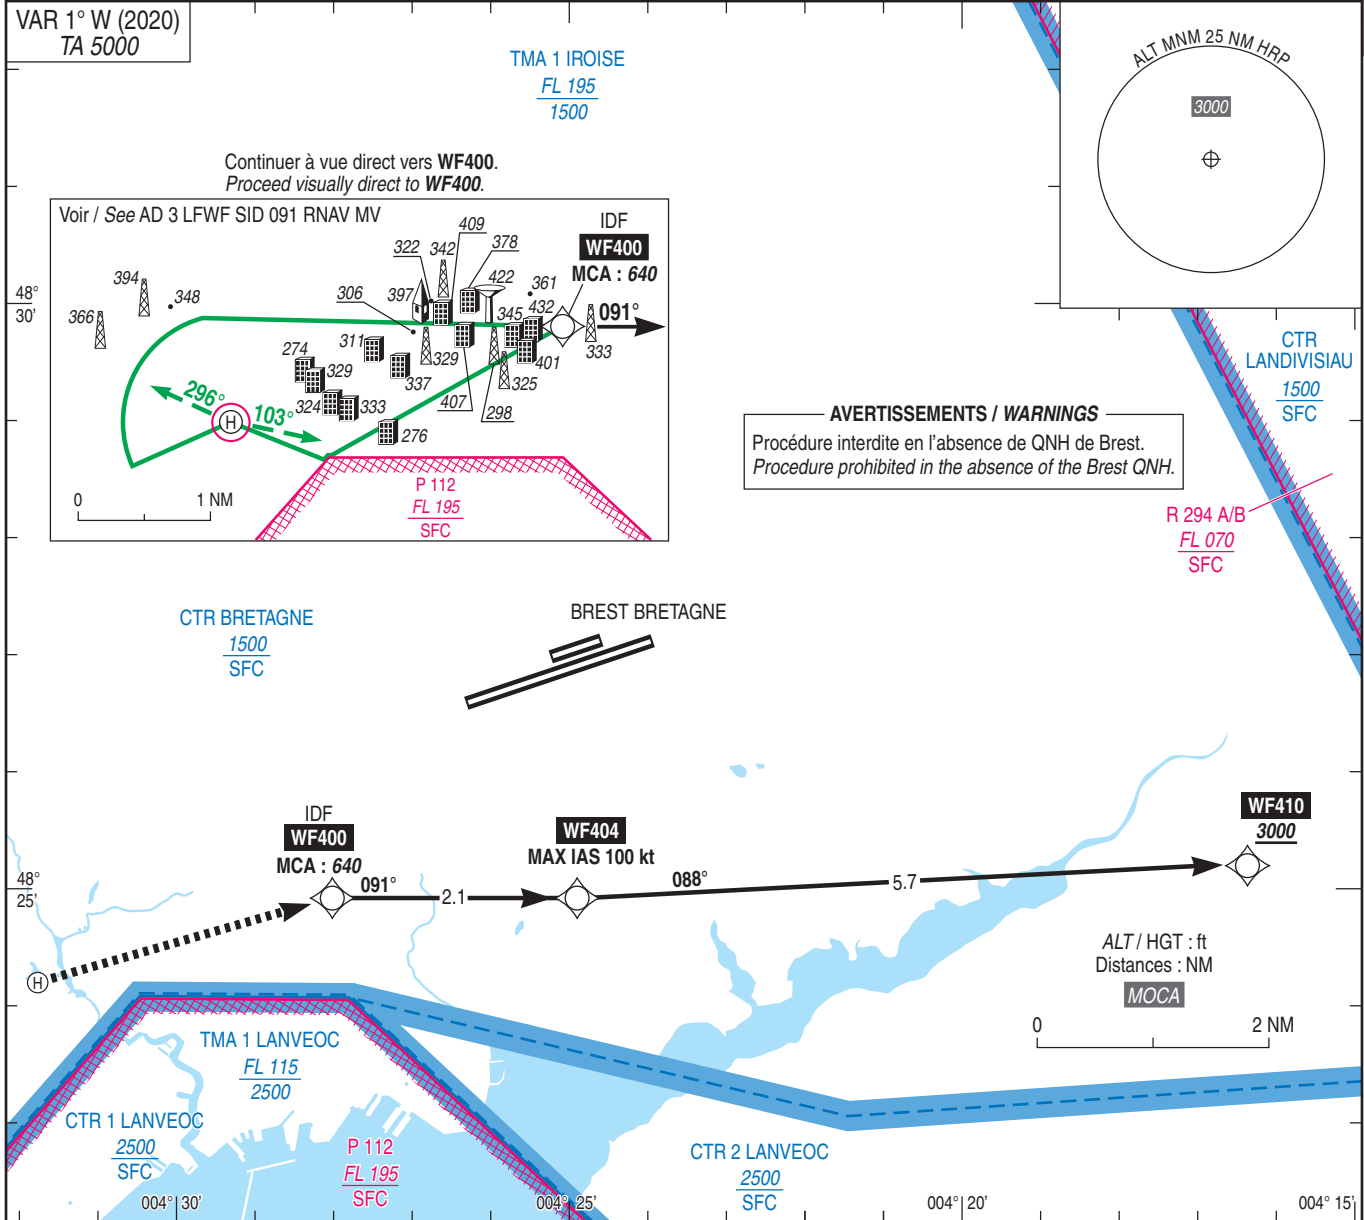 VAR 1° W (2020)
TA 5000
TMA 1 IROISE
FL 195
1500
ALT MNM 25 NM HRP
3000
Continuer à vue direct vers WF400.
Proceed visually direct to WF400.
Voir / See AD 3 LFWF SID 091 RNAV MV
IDF
WF400
MCA : 640
091°
409
322
342
378
422
361
394
348
366
306
397
345
432
333
311
329
401
274
329
337
325
324
333
407
298
276
296°
103°
H
0
1 NM
P 112
FL 195
SFC
48°
30'
CTR
LANDIVISIAU
1500
SFC
AVERTISSEMENTS / WARNINGS
Procédure interdite en l'absence de QNH de Brest.
Procedure prohibited in the absence of the Brest QNH.
R 294 A/B
FL 070
SFC
CTR BRETAGNE
1500
SFC
BREST BRETAGNE
IDF
WF400
MCA : 640
WF404
MAX IAS 100 kt
WF410
3000
48°
25'
091°
2.1
088°
5.7
H
ALT / HGT : ft
Distances : NM
MOCA
0
2 NM
TMA 1 LANVEOC
FL 115
2500
CTR 1 LANVEOC
2500
SFC
P 112
FL 195
SFC
CTR 2 LANVEOC
2500
SFC
004° 30'
004° 25'
004° 20'
004° 15'